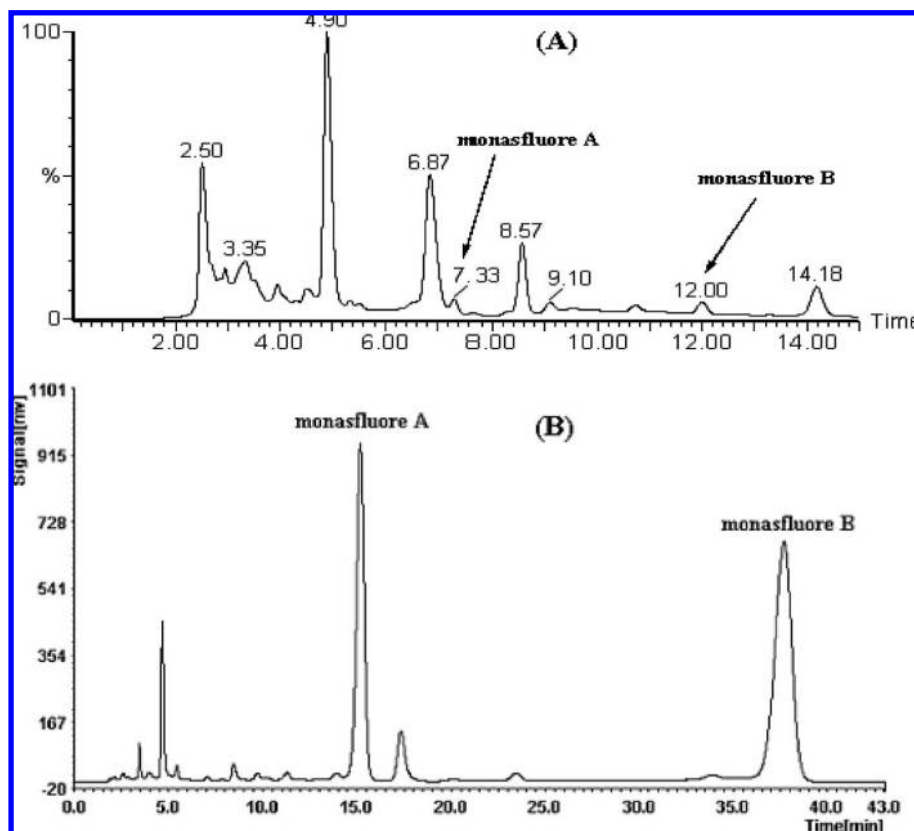 4.90
100
(A)
monasfluore A
2.50
6.87
monasfluore B
%
8.57
3.35
7.33
9.10
12.00
14.18
0
Time
2.00 4.00 6.00 8.00 10.00 12.00 14.00
1101
monasfluore A
(B)
Signal[mv]
915
monasfluore B
728
541
354
167
-20
0.0 5.0 10.0 15.0 20.0 25.0 30.0 35.0 40.0 43.0
Time[min]